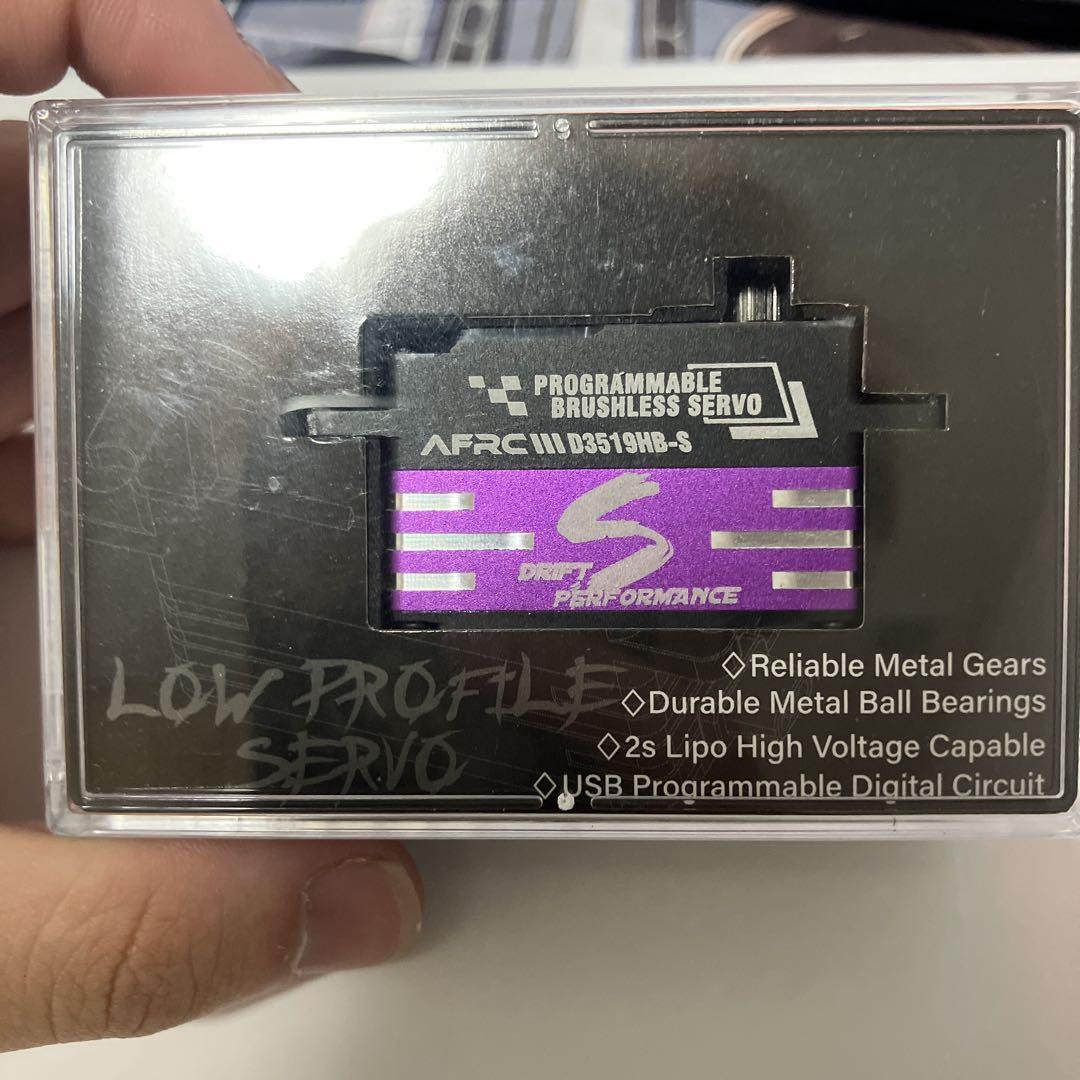 PROGRAMMABLE
BRUSHLESS SERVO
AFRC D3519HB-S
S
DRIFT
PERFORMANCE
LOW PROFILE
SERVO
◇Reliable Metal Gears
◇Durable Metal Ball Bearings
◇2s Lipo High Voltage Capable
◇USB Programmable Digital Circuit